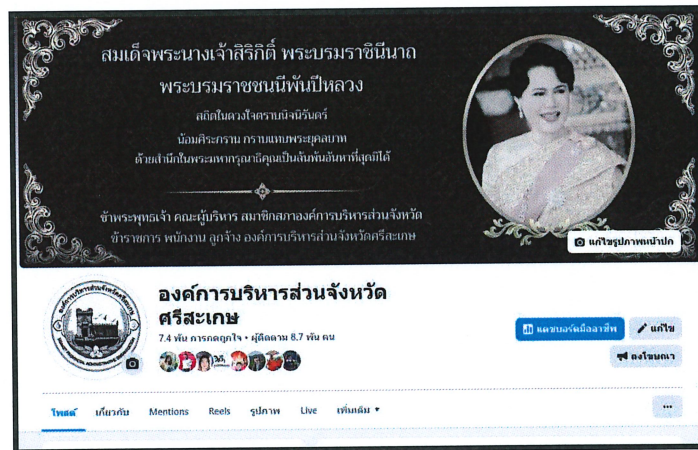 สมเด็จพระนางเจ้าสิริกิติ์ พระบรมราชินีนาถ
พระบรมราชชนนีพันปีหลวง
สถิตในดวงใจตราบนิจนิรันดร์
น้อมศิระกราน กราบแทบพระยุคลบาท
ด้วยสำนึกในพระมหากรุณาธิคุณเป็นล้นพ้นอันหาที่สุดมิได้
ข้าพระพุทธเจ้า คณะผู้บริหาร สมาชิกสภาองค์การบริหารส่วนจังหวัด
ข้าราชการ พนักงาน ลูกจ้าง องค์การบริหารส่วนจังหวัดศรีสะเกษ
แก้ไขรูปภาพหน้าปก
องค์การบริหารส่วนจังหวัด
ศรีสะเกษ
7.4 พัน การกดถูกใจ • ผู้ติดตาม 8.7 พัน คน
แดชบอร์ดมืออาชีพ
แก้ไข
ลงโฆษณา
โพสต์ เกี่ยวกับ Mentions Reels รูปภาพ Live เพิ่มเติม